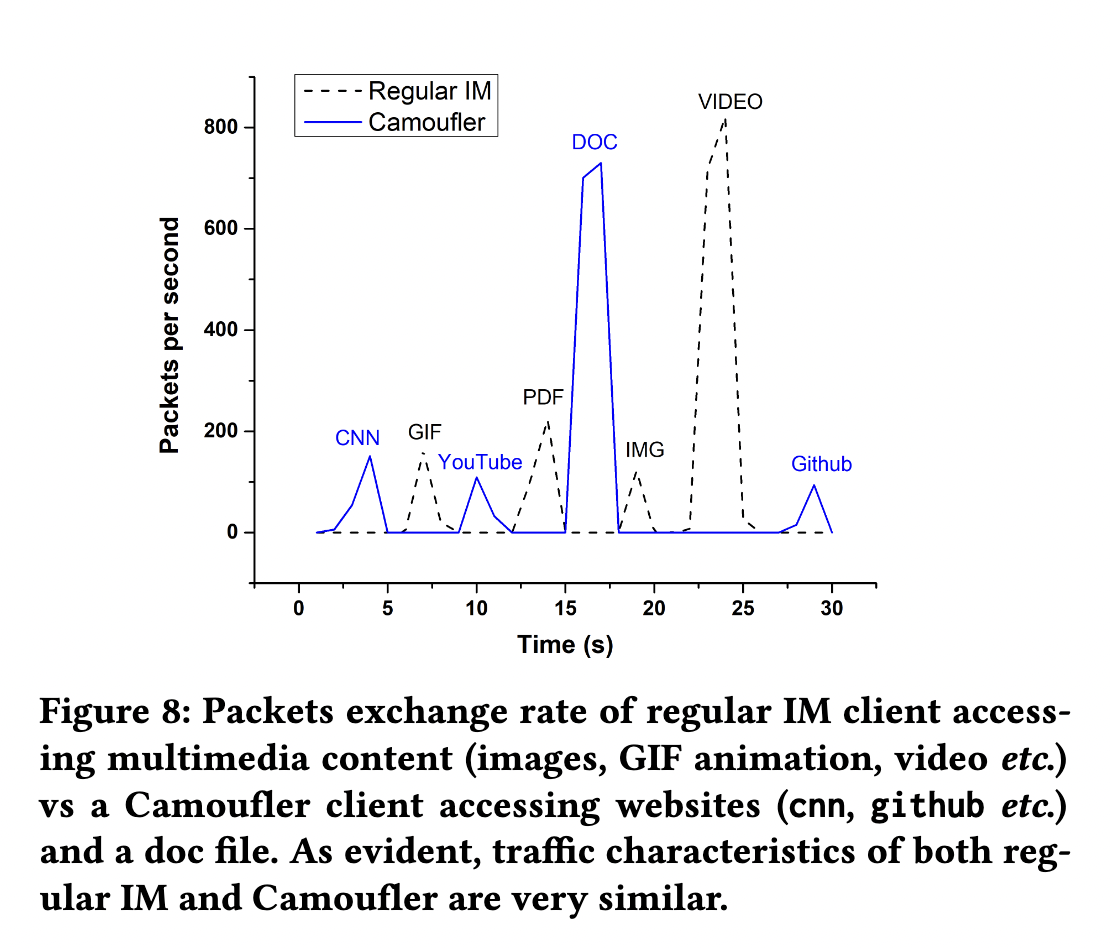 Regular IM
Camoufler
VIDEO
DOC
PDF
CNN
GIF
YouTube
IMG
Github
800
600
400
200
0
Packets per second
0 5 10 15 20 25 30
Time (s)
Figure 8: Packets exchange rate of regular IM client access-
ing multimedia content (images, GIF animation, video etc.)
vs a Camoufler client accessing websites (cnn, github etc.)
and a doc file. As evident, traffic characteristics of both reg-
ular IM and Camoufler are very similar.